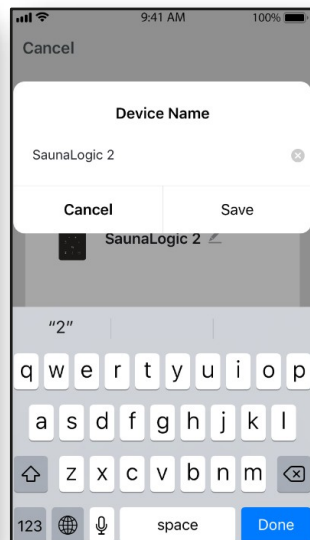 9:41 AM 100%
Cancel
Device Name
SaunaLogic 2
Cancel Save
SaunaLogic 2
“2”
q w e r t y u i o p
a s d f g h j k l
z x c v b n m
123 space Done